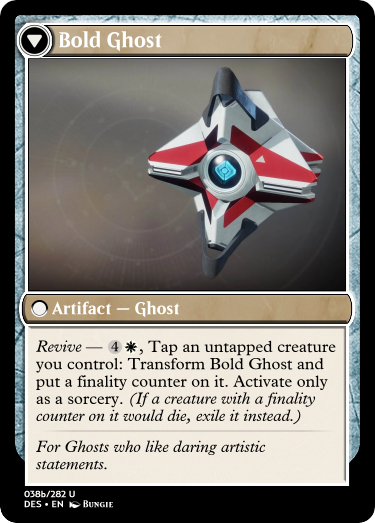 Bold Ghost
Artifact — Ghost
Revive — 4, Tap an untapped creature
you control: Transform Bold Ghost and
put a finality counter on it. Activate only
as a sorcery. (If a creature with a finality
counter on it would die, exile it instead.)
For Ghosts who like daring artistic
statements.
038b/282 U
DES • EN Bungie